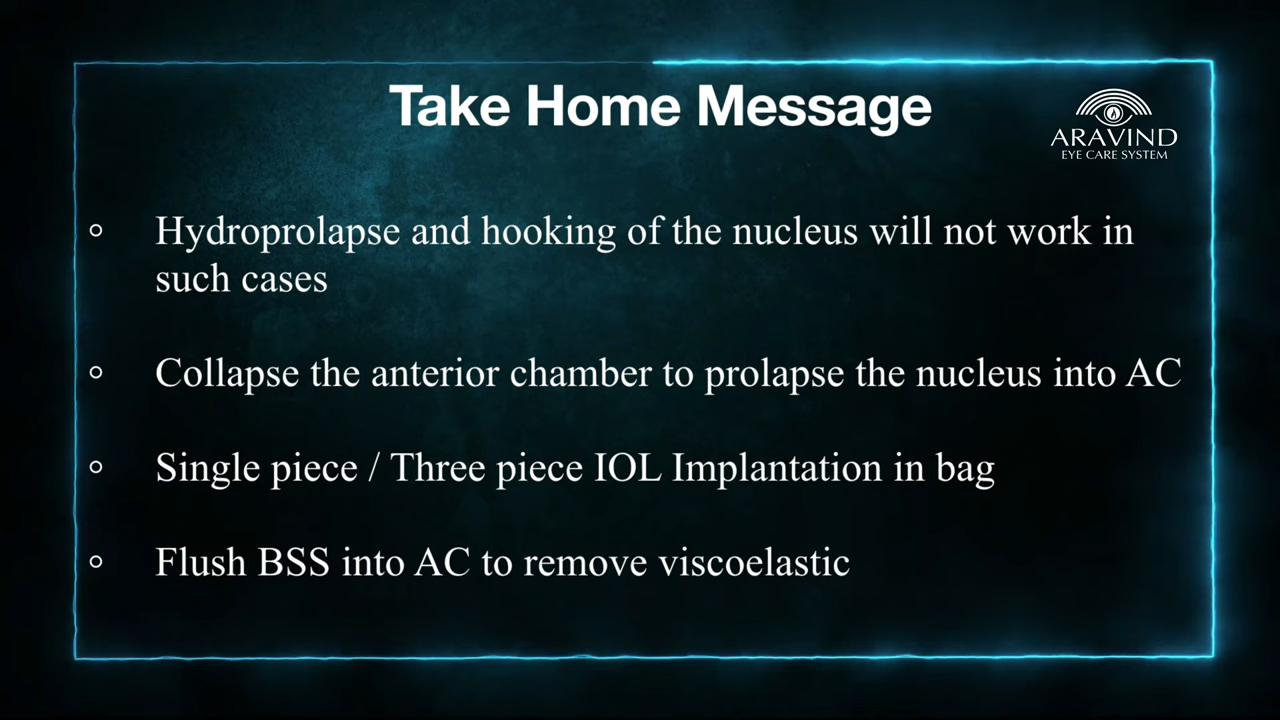 Take Home Message
ARAVIND
EYE CARE SYSTEM
Hydroprolapse and hooking of the nucleus will not work in
such cases
Collapse the anterior chamber to prolapse the nucleus into AC
Single piece / Three piece IOL Implantation in bag
Flush BSS into AC to remove viscoelastic